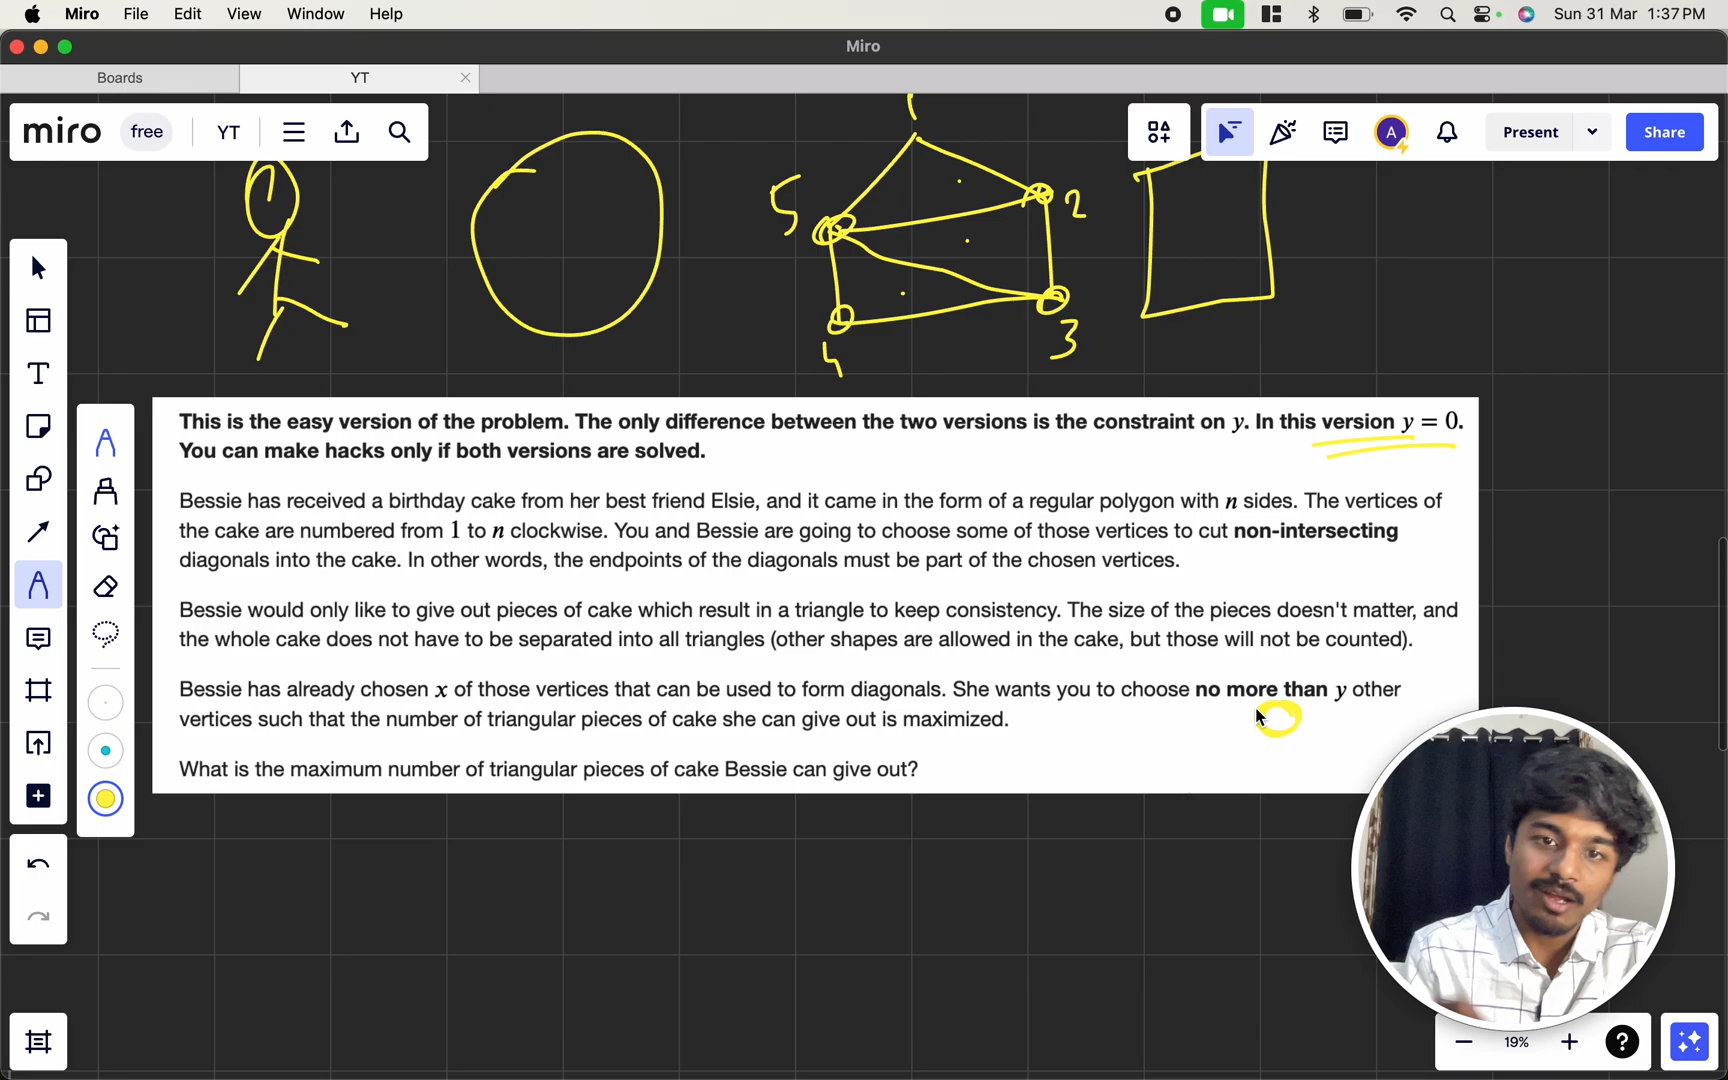 Miro File Edit View Window Help Sun 31 Mar 1:37 PM
Miro
Boards YT
miro free YT Present Share
A
1
5 2
4 3
This is the easy version of the problem. The only difference between the two versions is the constraint on y. In this version y = 0.
You can make hacks only if both versions are solved.
Bessie has received a birthday cake from her best friend Elsie, and it came in the form of a regular polygon with n sides. The vertices of
the cake are numbered from 1 to n clockwise. You and Bessie are going to choose some of those vertices to cut non-intersecting
diagonals into the cake. In other words, the endpoints of the diagonals must be part of the chosen vertices.
Bessie would only like to give out pieces of cake which result in a triangle to keep consistency. The size of the pieces doesn't matter, and
the whole cake does not have to be separated into all triangles (other shapes are allowed in the cake, but those will not be counted).
Bessie has already chosen x of those vertices that can be used to form diagonals. She wants you to choose no more than y other
vertices such that the number of triangular pieces of cake she can give out is maximized.
What is the maximum number of triangular pieces of cake Bessie can give out?
19%